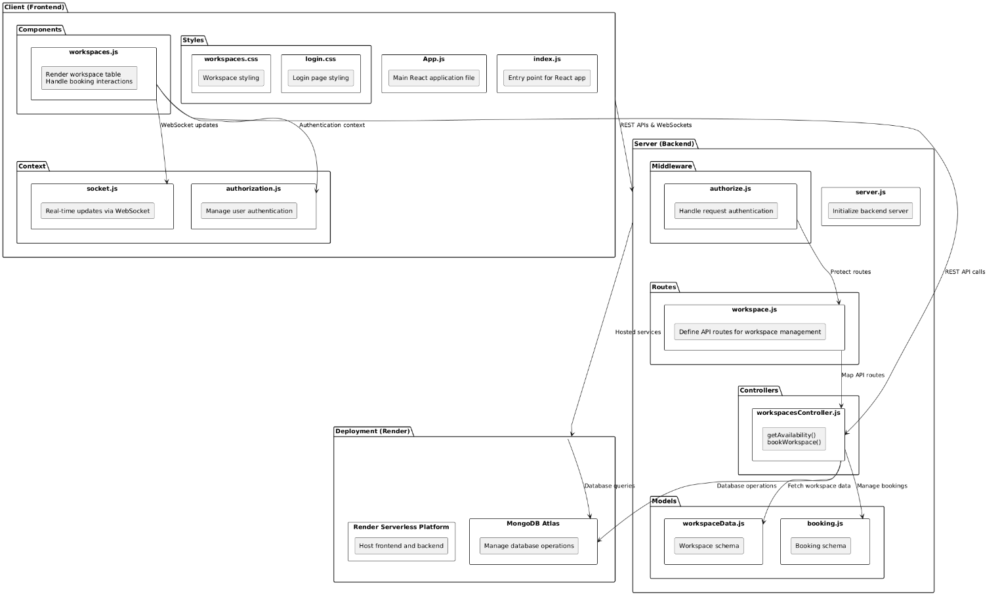 Client (Frontend)
Components
workspaces.js
Render workspace table
Handle booking interactions
Styles
workspaces.css
Workspace styling
login.css
Login page styling
App.js
Main React application file
index.js
Entry point for React app
WebSocket updates
Authentication context
REST APIs & WebSockets
Context
socket.js
Real-time updates via WebSocket
authorization.js
Manage user authentication
Server (Backend)
Middleware
authorize.js
Handle request authentication
server.js
Initialize backend server
Protect routes
REST API calls
Routes
workspace.js
Define API routes for workspace management
Hosted services
Map API routes
Controllers
workspacesController.js
getAvailability()
bookWorkspace()
Deployment (Render)
Database queries
Database operations
Fetch workspace data
Manage bookings
Render Serverless Platform
Host frontend and backend
MongoDB Atlas
Manage database operations
Models
workspaceData.js
Workspace schema
booking.js
Booking schema